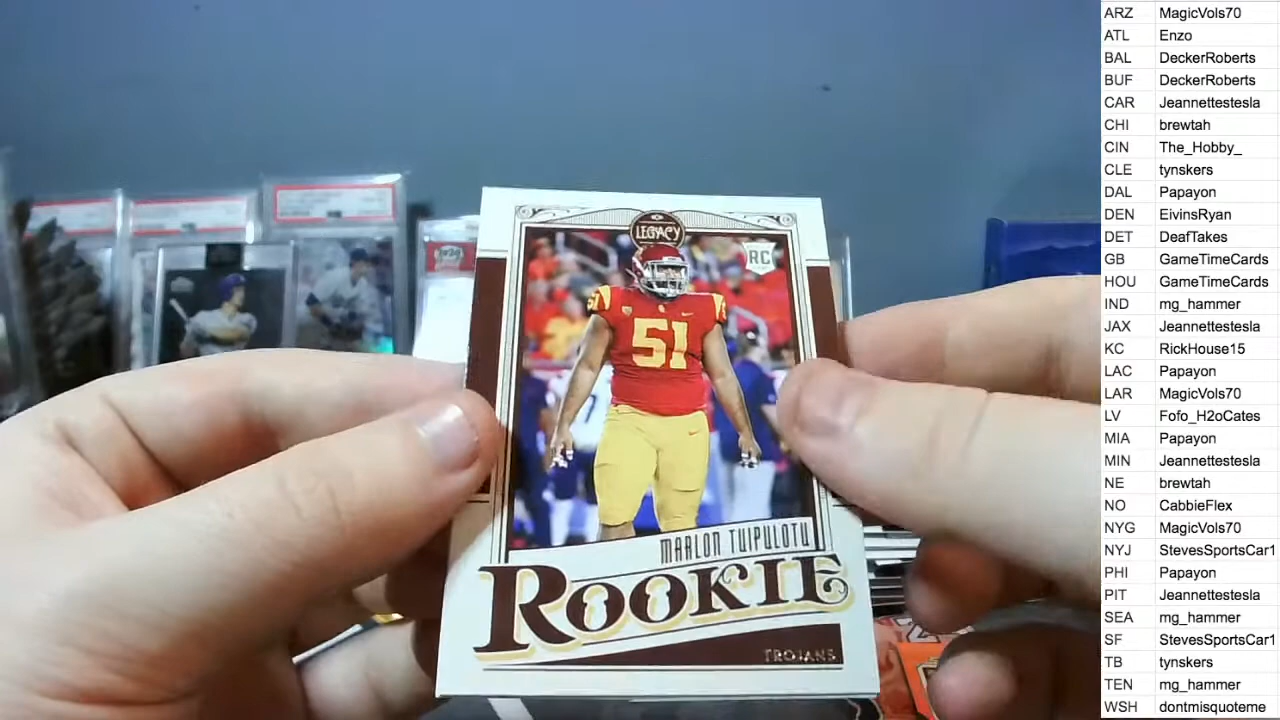 LEGACY
RC
51
51
MARLON TUIPULOTU
ROOKIE
TROJANS
ARZ MagicVols70
ATL Enzo
BAL DeckerRoberts
BUF DeckerRoberts
CAR Jeannettestesla
CHI brewtah
CIN The_Hobby_
CLE tynskers
DAL Papayon
DEN EivinsRyan
DET DeafTakes
GB GameTimeCards
HOU GameTimeCards
IND mg_hammer
JAX Jeannettestesla
KC RickHouse15
LAC Papayon
LAR MagicVols70
LV Fofo_H2oCates
MIA Papayon
MIN Jeannettestesla
NE brewtah
NO CabbieFlex
NYG MagicVols70
NYJ StevesSportsCar1
PHI Papayon
PIT Jeannettestesla
SEA mg_hammer
SF StevesSportsCar1
TB tynskers
TEN mg_hammer
WSH dontmisquoteme